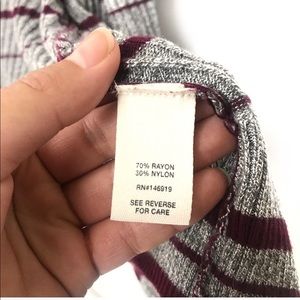 70% RAYON
30% NYLON
RN#146919
SEE REVERSE
FOR CARE